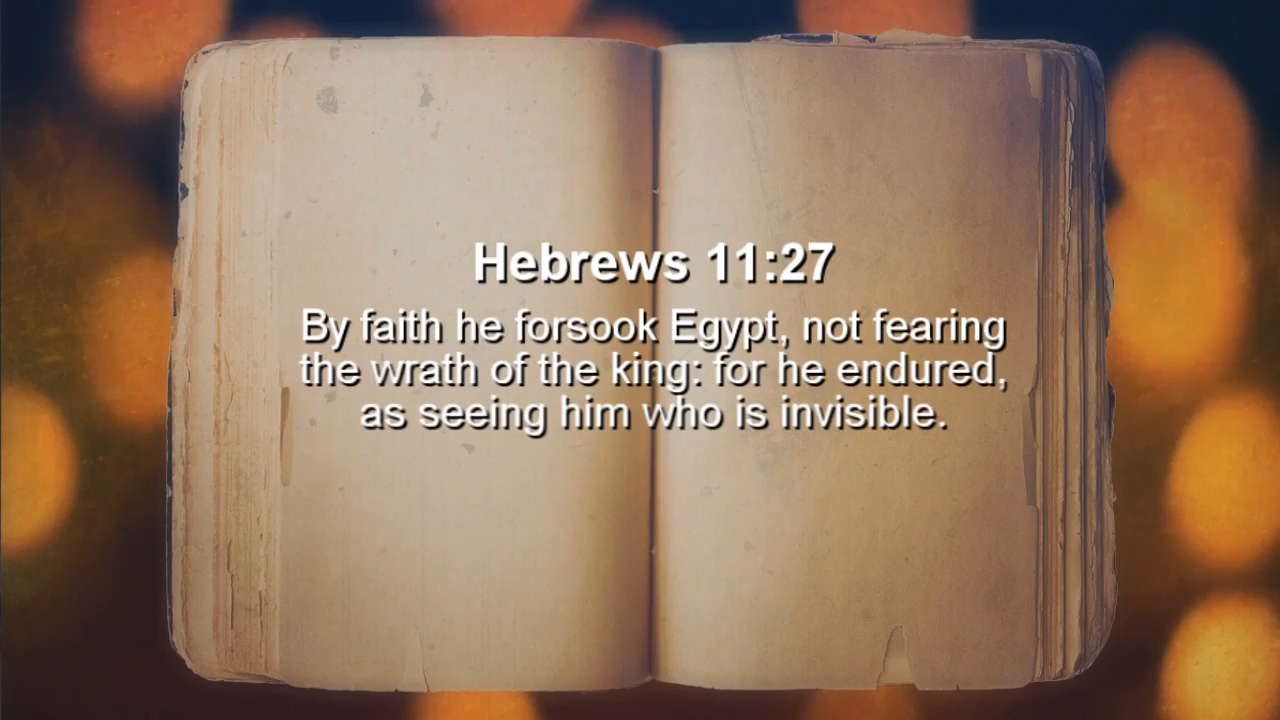 Hebrews 11:27
By faith he forsook Egypt, not fearing
the wrath of the king: for he endured,
as seeing him who is invisible.